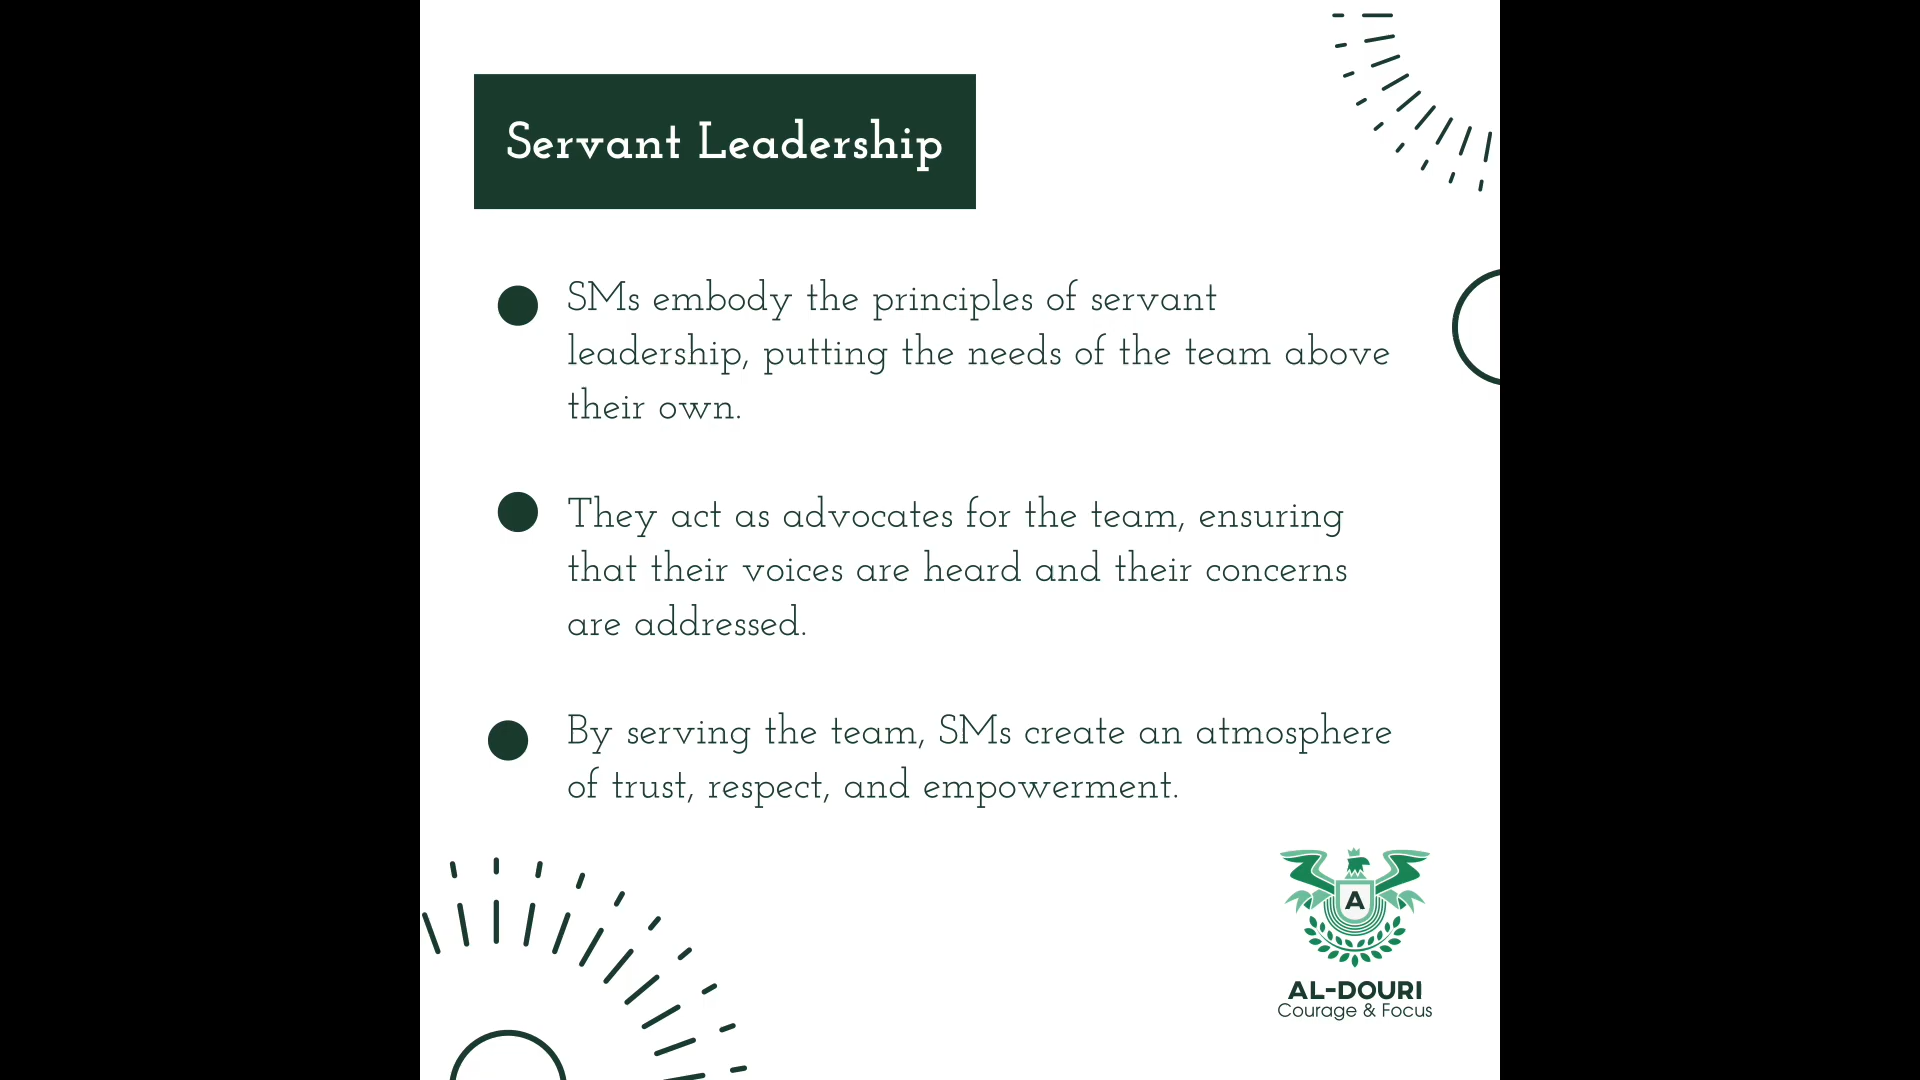 Servant Leadership
SMs embody the principles of servant
leadership, putting the needs of the team above
their own.
They act as advocates for the team, ensuring
that their voices are heard and their concerns
are addressed.
By serving the team, SMs create an atmosphere
of trust, respect, and empowerment.
A
AL-DOURI
Courage & Focus